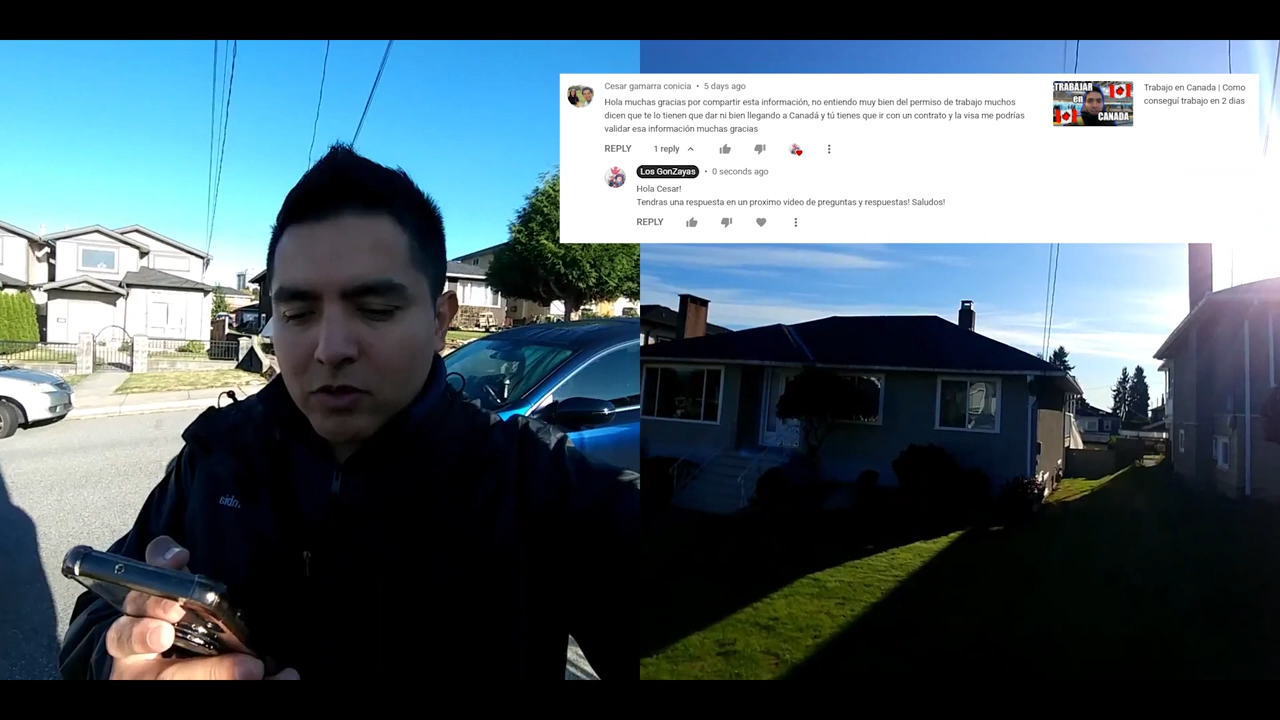 Cesar gamarra conicia • 5 days ago
Hola muchas gracias por compartir esta información, no entiendo muy bien del permiso de trabajo muchos
dicen que te lo tienen que dar ni bien llegando a Canadá y tú tienes que ir con un contrato y la visa me podrías
validar esa información muchas gracias
REPLY 1 reply
TRABAJAR
en
CANADA
Trabajo en Canada | Como
conseguí trabajo en 2 dias
Los GonZayas • 0 seconds ago
Hola Cesar!
Tendras una respuesta en un proximo video de preguntas y respuestas! Saludos!
REPLY